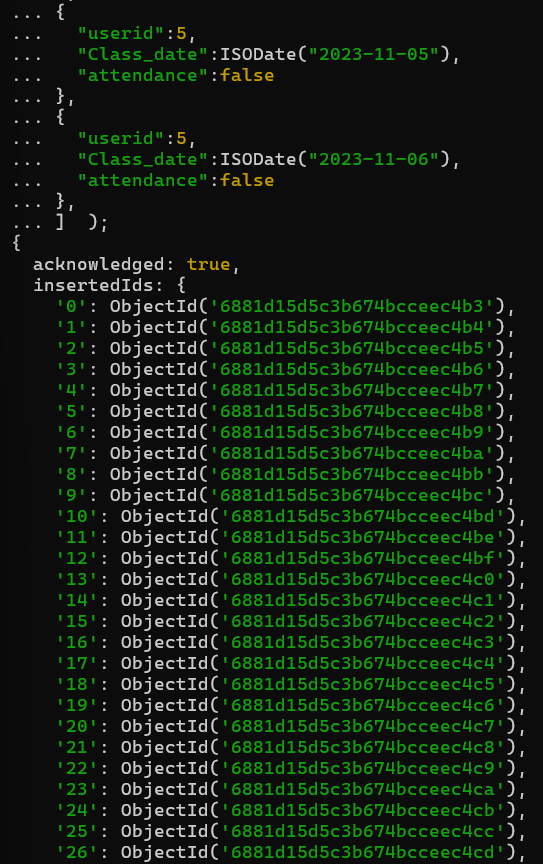 ... {
...   "userid":5,
...   "Class_date":ISODate("2023-11-05"),
...   "attendance":false
... },
... {
...   "userid":5,
...   "Class_date":ISODate("2023-11-06"),
...   "attendance":false
... },
... ]  );
{
  acknowledged: true,
  insertedIds: {
    '0': ObjectId('6881d15d5c3b674bcceec4b3'),
    '1': ObjectId('6881d15d5c3b674bcceec4b4'),
    '2': ObjectId('6881d15d5c3b674bcceec4b5'),
    '3': ObjectId('6881d15d5c3b674bcceec4b6'),
    '4': ObjectId('6881d15d5c3b674bcceec4b7'),
    '5': ObjectId('6881d15d5c3b674bcceec4b8'),
    '6': ObjectId('6881d15d5c3b674bcceec4b9'),
    '7': ObjectId('6881d15d5c3b674bcceec4ba'),
    '8': ObjectId('6881d15d5c3b674bcceec4bb'),
    '9': ObjectId('6881d15d5c3b674bcceec4bc'),
    '10': ObjectId('6881d15d5c3b674bcceec4bd'),
    '11': ObjectId('6881d15d5c3b674bcceec4be'),
    '12': ObjectId('6881d15d5c3b674bcceec4bf'),
    '13': ObjectId('6881d15d5c3b674bcceec4c0'),
    '14': ObjectId('6881d15d5c3b674bcceec4c1'),
    '15': ObjectId('6881d15d5c3b674bcceec4c2'),
    '16': ObjectId('6881d15d5c3b674bcceec4c3'),
    '17': ObjectId('6881d15d5c3b674bcceec4c4'),
    '18': ObjectId('6881d15d5c3b674bcceec4c5'),
    '19': ObjectId('6881d15d5c3b674bcceec4c6'),
    '20': ObjectId('6881d15d5c3b674bcceec4c7'),
    '21': ObjectId('6881d15d5c3b674bcceec4c8'),
    '22': ObjectId('6881d15d5c3b674bcceec4c9'),
    '23': ObjectId('6881d15d5c3b674bcceec4ca'),
    '24': ObjectId('6881d15d5c3b674bcceec4cb'),
    '25': ObjectId('6881d15d5c3b674bcceec4cc'),
    '26': ObjectId('6881d15d5c3b674bcceec4cd'),